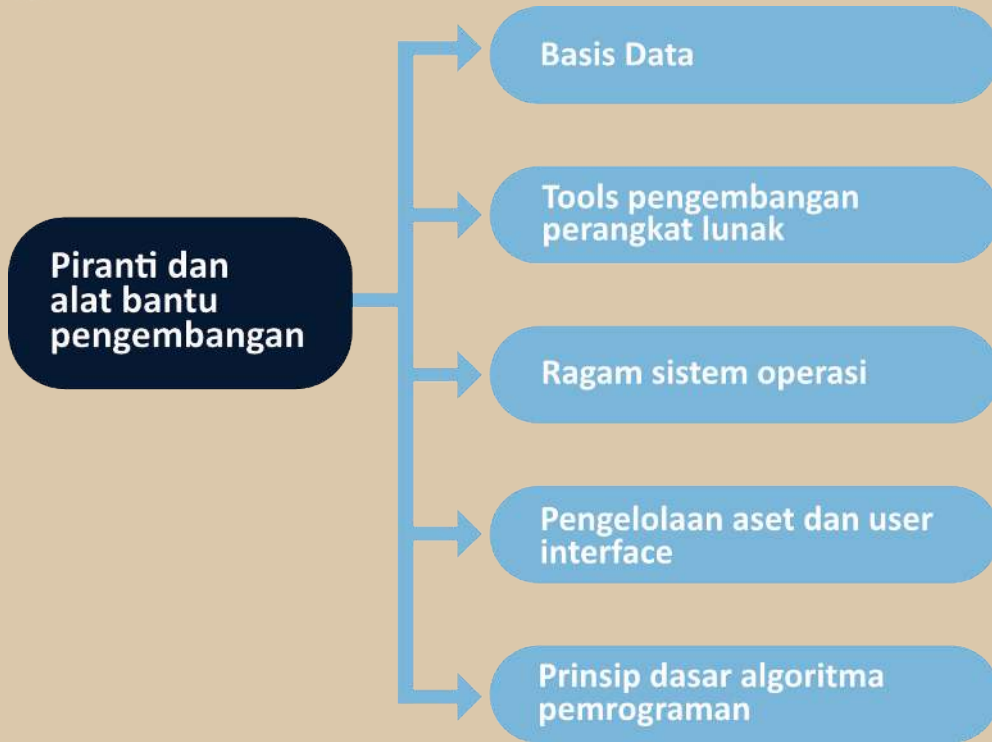 Basis Data
Tools pengembangan
perangkat lunak
Piranti dan
alat bantu
pengembangan
Ragam sistem operasi
Pengelolaan aset dan user
interface
Prinsip dasar algoritma
pemrograman